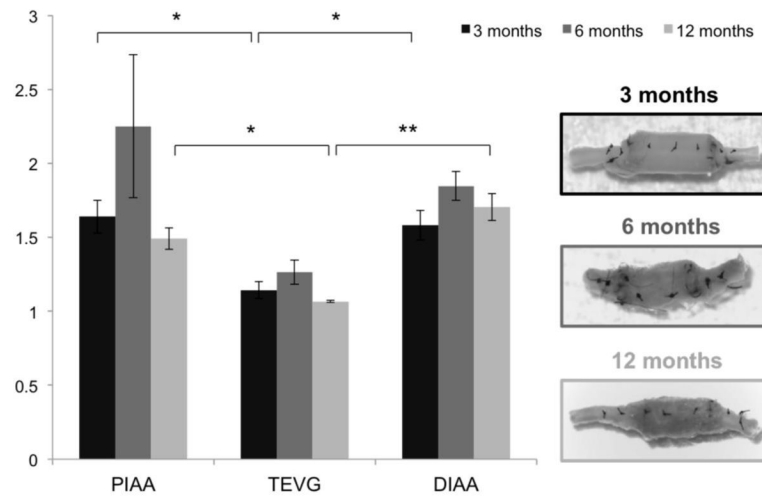 3
* * 3 months 6 months 12 months
2.5
3 months
* **
2
1.5
6 months
1
12 months
0.5
0
PIAA TEVG DIAA